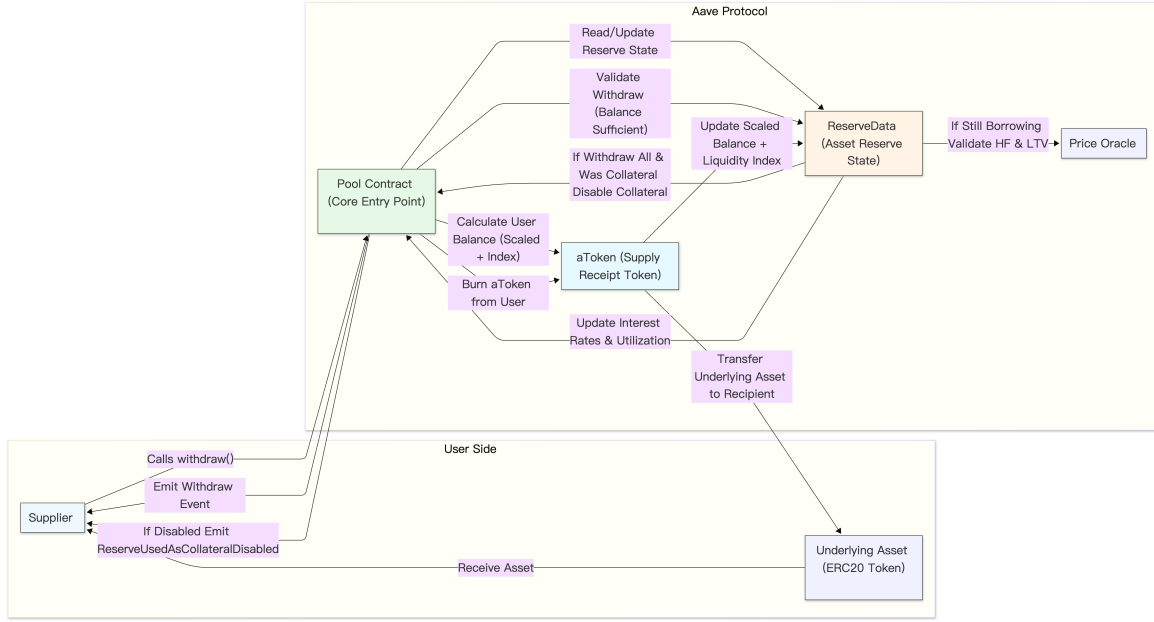 Aave Protocol
Read/Update
Reserve State
Validate
Withdraw
(Balance
Sufficient)
Update Scaled
Balance +
Liquidity Index
ReserveData
(Asset Reserve
State)
If Still Borrowing
Validate HF & LTV
Price Oracle
If Withdraw All &
Was Collateral
Disable Collateral
Pool Contract
(Core Entry Point)
Calculate User
Balance (Scaled
+ Index)
aToken (Supply
Receipt Token)
Burn aToken
from User
Update Interest
Rates & Utilization
Transfer
Underlying Asset
to Recipient
User Side
Calls withdraw()
Emit Withdraw
Event
Supplier
If Disabled Emit
ReserveUsedAsCollateralDisabled
Receive Asset
Underlying Asset
(ERC20 Token)